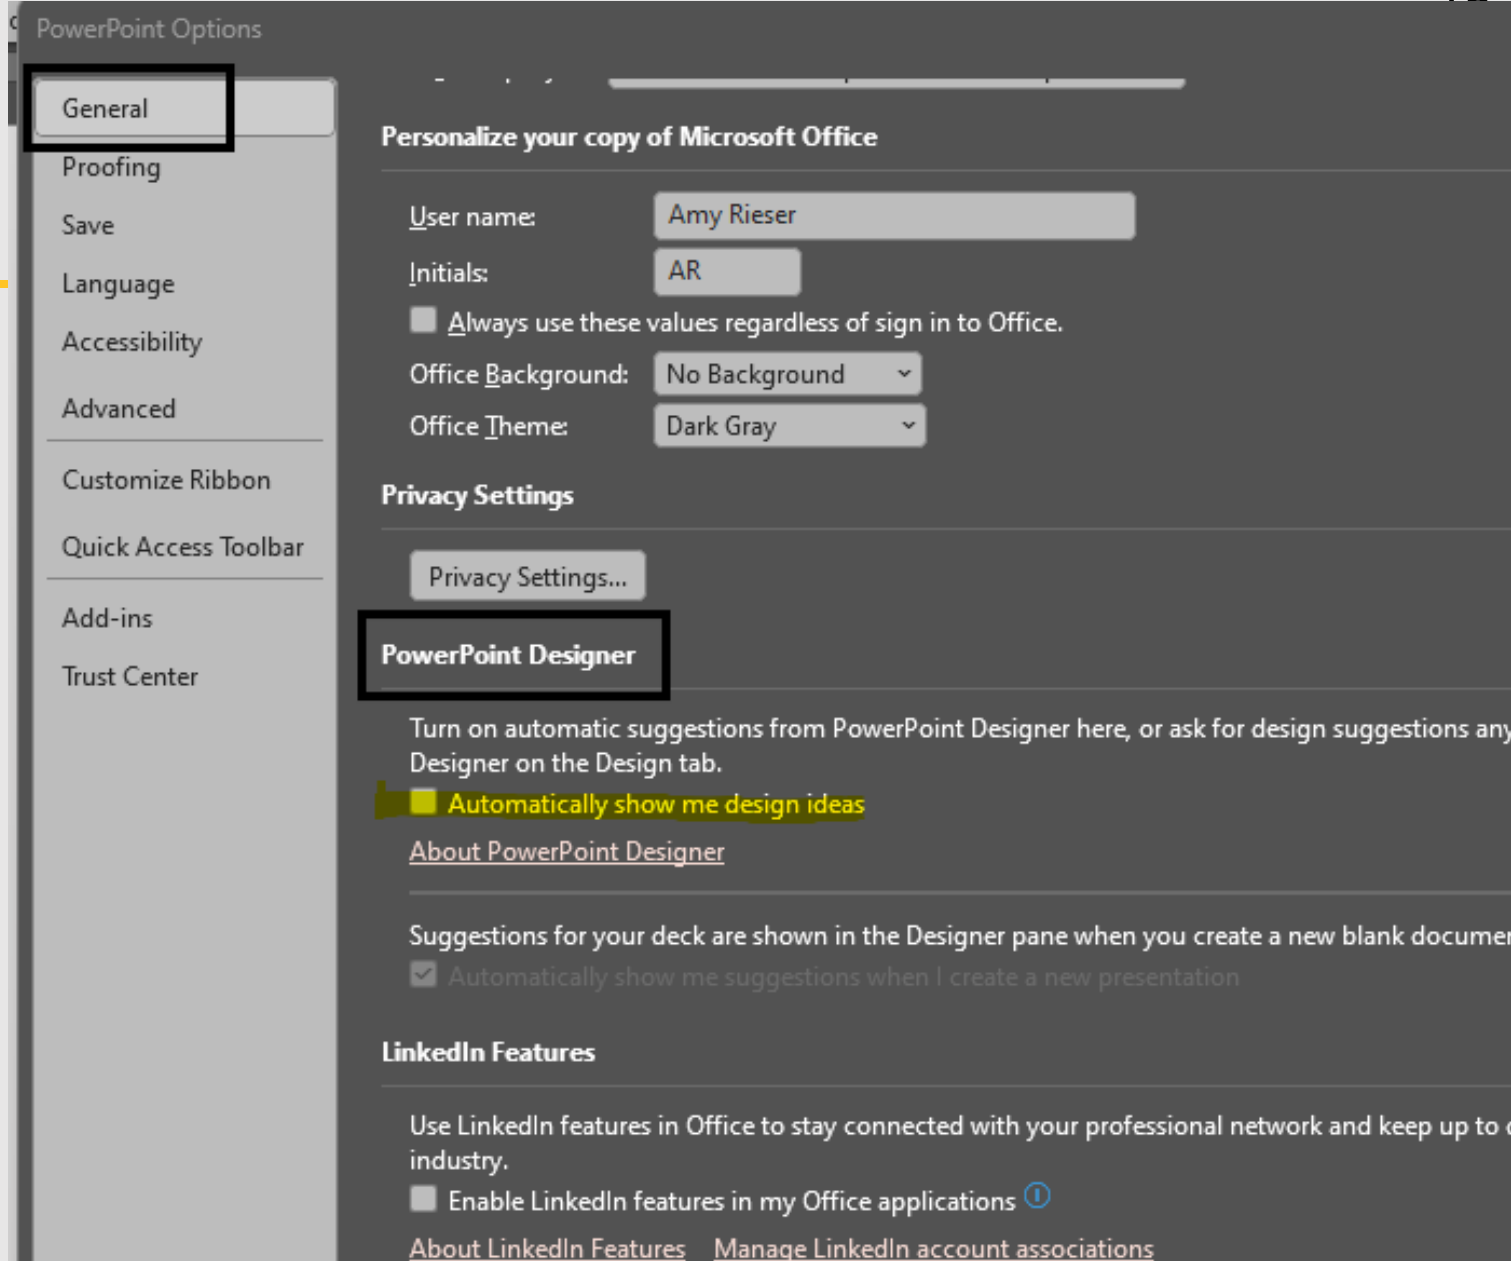 PowerPoint Options
General
Proofing
Save
Language
Accessibility
Advanced
Customize Ribbon
Quick Access Toolbar
Add-ins
Trust Center
Personalize your copy of Microsoft Office
User name: Amy Rieser
Initials: AR
Always use these values regardless of sign in to Office.
Office Background: No Background
Office Theme: Dark Gray
Privacy Settings
Privacy Settings...
PowerPoint Designer
Turn on automatic suggestions from PowerPoint Designer here, or ask for design suggestions any
Designer on the Design tab.
Automatically show me design ideas
About PowerPoint Designer
Suggestions for your deck are shown in the Designer pane when you create a new blank documen
Automatically show me suggestions when I create a new presentation
LinkedIn Features
Use LinkedIn features in Office to stay connected with your professional network and keep up to
industry.
Enable LinkedIn features in my Office applications
About LinkedIn Features Manage LinkedIn account associations